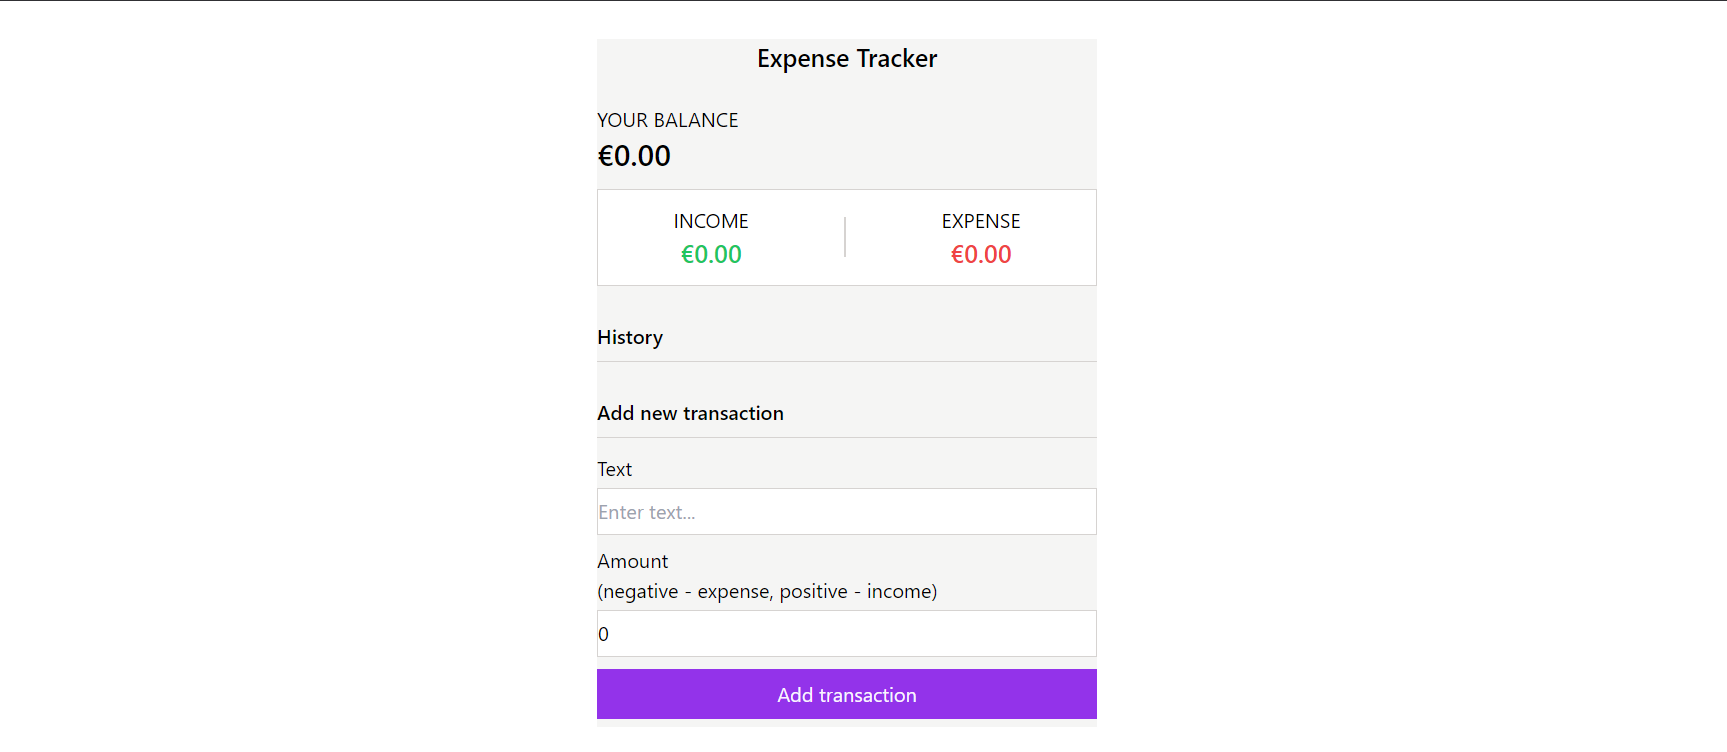 Expense Tracker
YOUR BALANCE
€0.00
INCOME
€0.00
EXPENSE
€0.00
History
Add new transaction
Text
Enter text...
Amount
(negative - expense, positive - income)
0
Add transaction